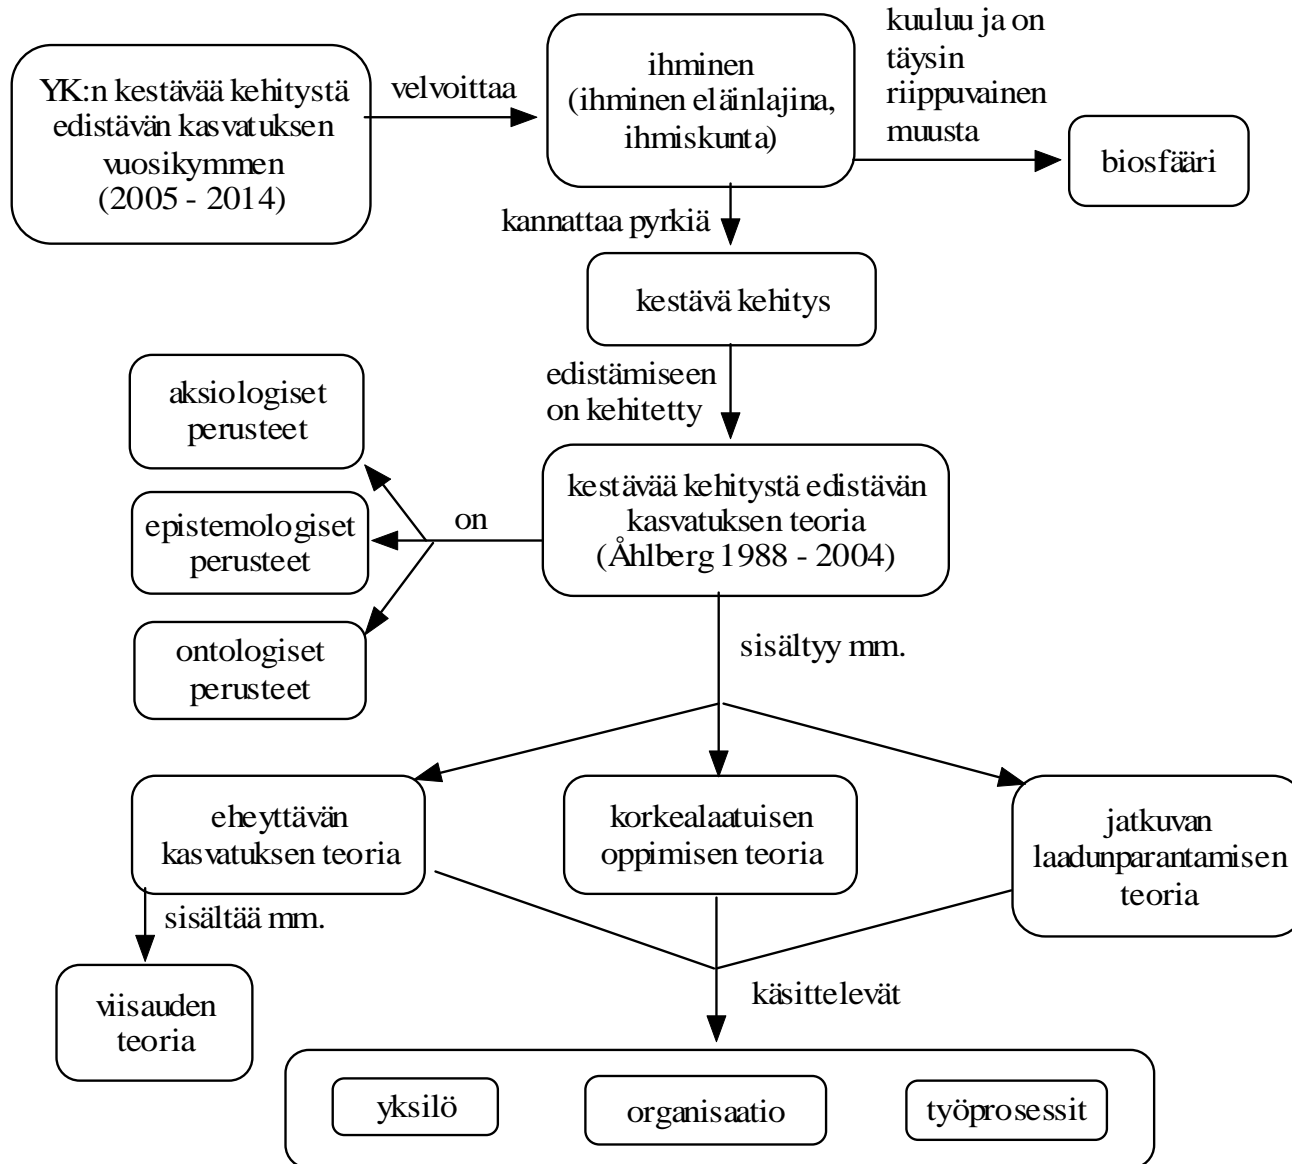 YK:n kestävää kehitystä
edistävän kasvatuksen
vuosikymmen
(2005 - 2014)
velvoittaa
ihminen
(ihminen eläinlajina,
ihmiskunta)
kuuluu ja on
täysin
riippuvainen
muusta
biosfääri
kannattaa pyrkiä
kestävä kehitys
edistämiseen
on kehitetty
aksiologiset
perusteet
epistemologiset
perusteet
ontologiset
perusteet
on
kestävää kehitystä edistävän
kasvatuksen teoria
(Åhlberg 1988 - 2004)
sisältyy mm.
eheyttävän
kasvatuksen teoria
korkealaatuisen
oppimisen teoria
jatkuvan
laadunparantamisen
teoria
sisältää mm.
viisauden
teoria
käsittelevät
yksilö
organisaatio
työprosessit